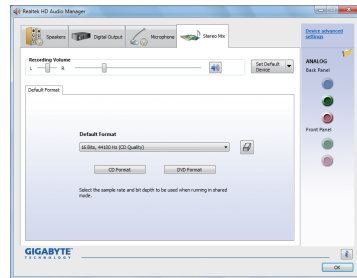 Realtek HD Audio Manager
Speakers
Digital Output
Microphone
Stereo Mix
Device advanced settings
Recording Volume
L
R
Set Default Device
ANALOG
Back Panel
Default Format
Default Format
16 Bits, 44100 Hz (CD Quality)
CD Format
DVD Format
Select the sample rate and bit depth to be used when running in shared
mode.
Front Panel
GIGABYTE
TECHNOLOGY
OK